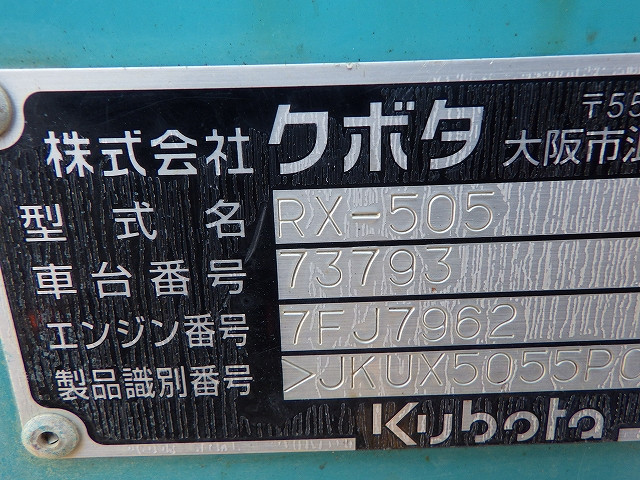 〒55
株式会社 クボタ 大阪市浪
型式名 RX-505
車台番号 73793
エンジン番号 7FJ7962
製品識別番号 >JKUX5055P
Kubota